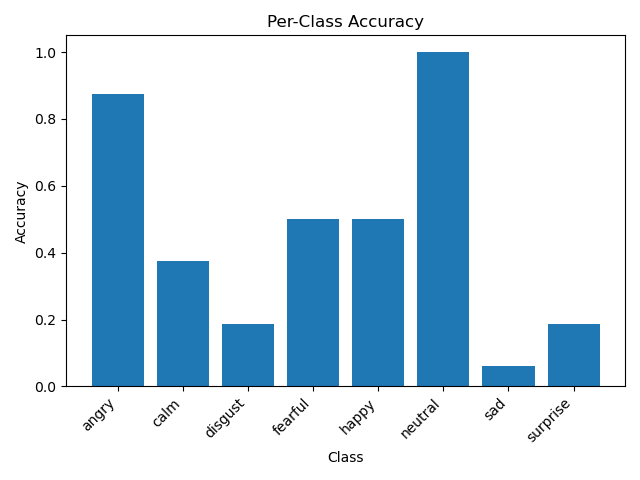 Per-Class Accuracy
Accuracy
1.0
0.8
0.6
0.4
0.2
0.0
angry
calm
disgust
fearful
happy
neutral
sad
surprise
Class